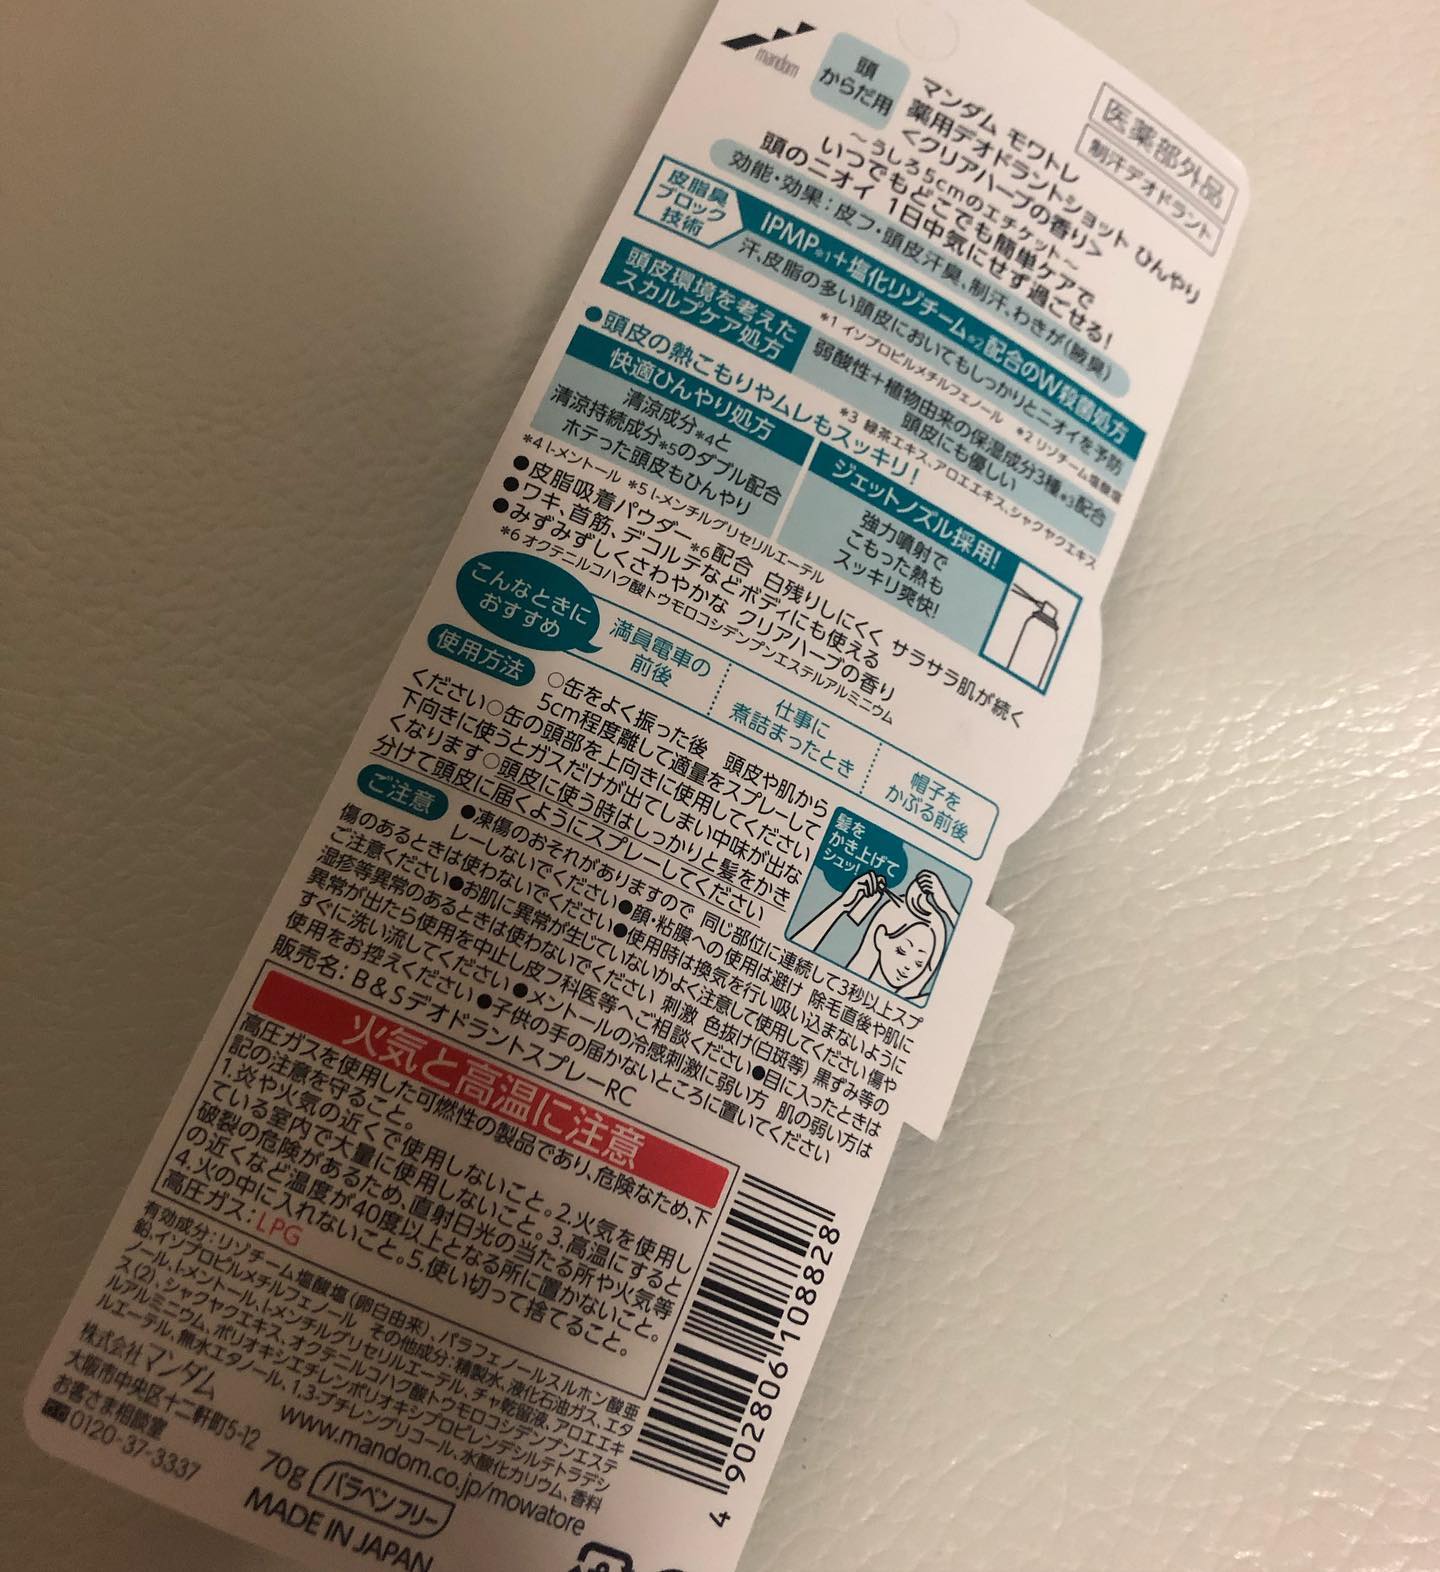 mandom
頭
からだ用
医薬部外品
制汗デオドラント
マンダム モワトレ
薬用デオドラントショット ひんやり
<クリアハーブの香り>
~うしろ5cmのエチケット~
いつでもどこでも簡単ケアで
頭のニオイ 1日中気にせず過ごせる!
効能・効果:皮フ・頭皮汗臭、制汗、わきが(腋臭)
皮脂臭
ブロック
技術
IPMP*1+塩化リゾチーム*2配合のW殺菌処方
汗、皮脂の多い頭皮においてもしっかりとニオイを予防
*1 イソプロピルメチルフェノール *2 リゾチーム塩酸塩
頭皮環境を考えた
スカルプケア処方
弱酸性+植物由来の保湿成分3種*3配合
頭皮にも優しい
*3 緑茶エキス、アロエエキス、シャクヤクエキス
●頭皮の熱こもりやムレもスッキリ!
快適ひんやり処方
清涼成分*4と
清涼持続成分*5のダブル配合
ホテった頭皮もひんやり
ジェットノズル採用!
強力噴射で
こもった熱も
スッキリ爽快!
*4 l-メントール *5 l-メンチルグリセリルエーテル
●皮脂吸着パウダー*6配合 白残りしにくく サラサラ肌が続く
●ワキ、首筋、デコルテなどボディにも使える
●みずみずしくさわやかな クリアハーブの香り
*6 オクテニルコハク酸トウモロコシデンプンエステルアルミニウム
こんなときに
おすすめ
満員電車の
前後
仕事に
煮詰まったとき
帽子を
かぶる前後
使用方法
○缶をよく振った後 頭皮や肌から
5cm程度離して適量をスプレーして
ください○缶の頭部を上向きに使用してください
下向きに使うとガスだけが出てしまい中味が出な
くなります○頭皮に使う時はしっかりと髪をかき
分けて頭皮に届くようにスプレーしてください
髪を
かき上げて
シュッ!
ご注意
●凍傷のおそれがありますので 同じ部位に連続して3秒以上スプ
レーしないでください●顔・粘膜への使用は避け 除毛直後や肌に
傷のあるときは使わないでください●使用時は換気を行い吸い込まないように
ご注意ください●お肌に異常が生じていないかよく注意して使用してください 傷や
湿疹等異常のあるときは使わないでください 刺激 色抜け(白斑等) 黒ずみ等の
異常が出たら使用を中止し皮フ科医等へご相談ください●目に入ったときは
すぐに洗い流してください●メントールの冷感刺激に弱い方 肌の弱い方は
使用をお控えください●子供の手の届かないところに置いてください
販売名:B&SデオドラントスプレーRC
火気と高温に注意
高圧ガスを使用した可燃性の製品であり、危険なため、下
記の注意を守ること。
1.炎や火気の近くで使用しないこと。2.火気を使用し
ている室内で大量に使用しないこと。3.高温にすると
破裂の危険があるため、直射日光の当たる所や火気等
の近くなど温度が40度以上となる所に置かないこと。
4.火の中に入れないこと。5.使い切って捨てること。
高圧ガス:LPG
有効成分:リゾチーム塩酸塩(卵白由来)、パラフェノールスルホン酸亜
鉛、イソプロピルメチルフェノール その他成分:精製水、液化石油ガス、エタ
ノール、l-メントール、l-メンチルグリセリルエーテル、チャ乾留液、アロエエキ
ス(2)、シャクヤクエキス、オクテニルコハク酸トウモロコシデンプンエステ
ルアルミニウム、ポリオキシエチレンポリオキシプロピレンデシルテトラデシ
ルエーテル、無水エタノール、1,3-ブチレングリコール、水酸化カリウム、香料
4902806108828
株式会社マンダム
大阪市中央区十二軒町5-12
お客さま相談室
0120-37-3337
www.mandom.co.jp/mowatore
70g パラベンフリー
MADE IN JAPAN